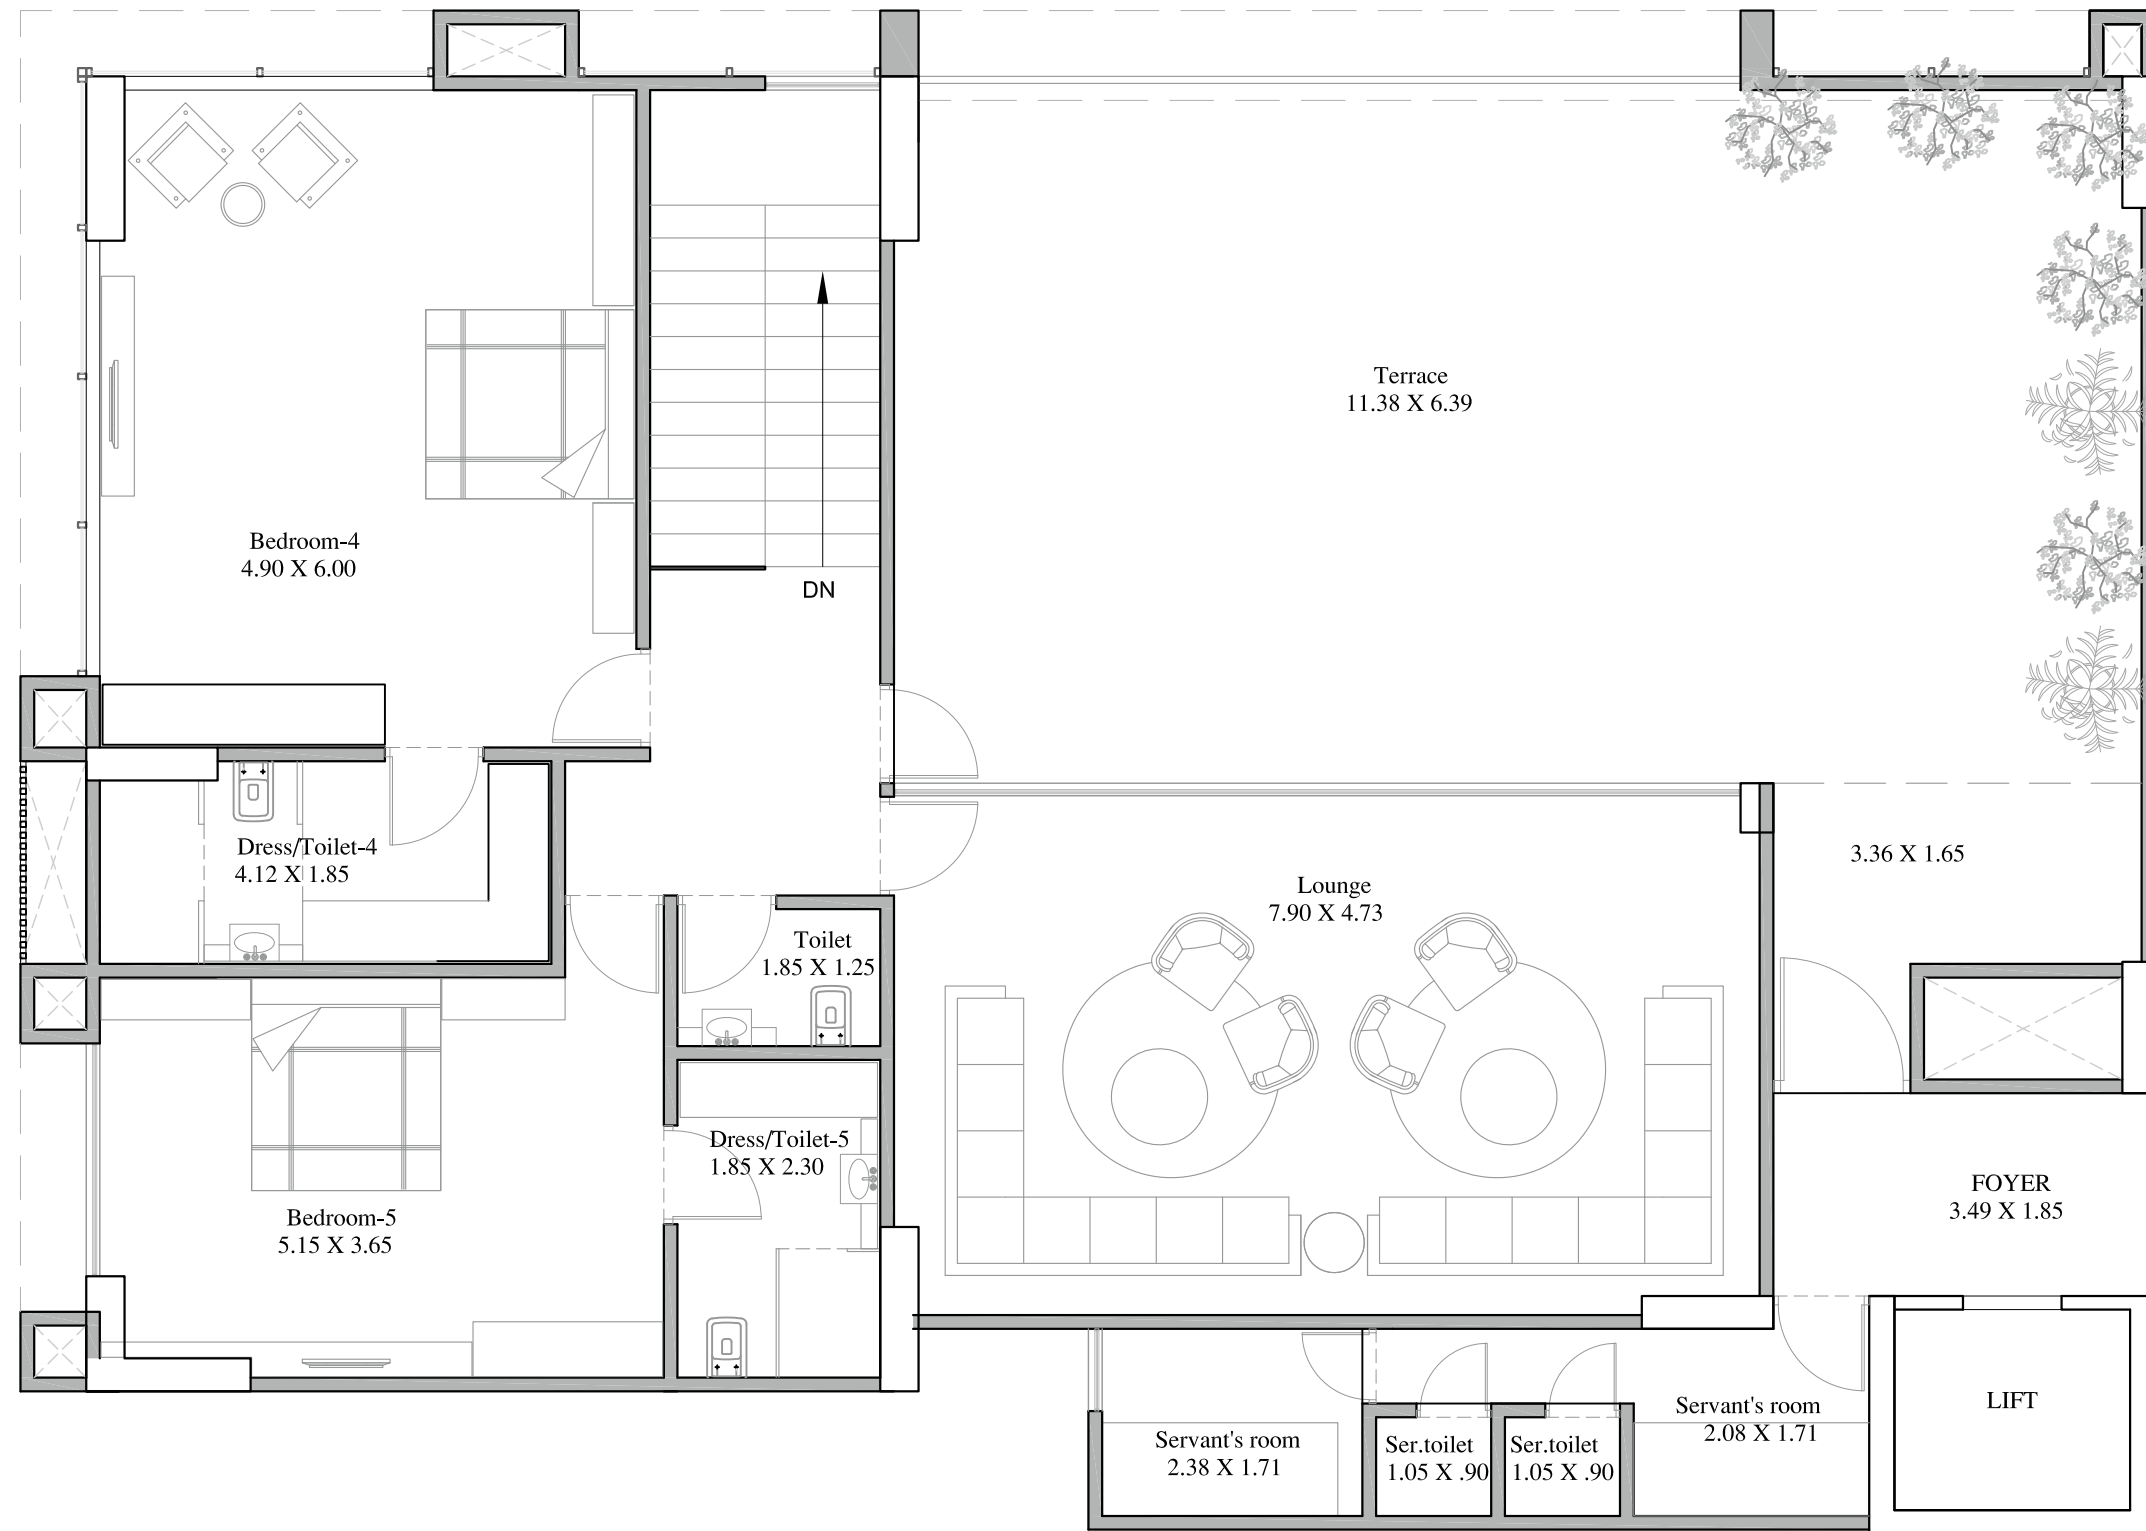 Terrace
11.38 X 6.39
Bedroom-4
4.90 X 6.00
DN
Dress/Toilet-4
4.12 X 1.85
3.36 X 1.65
Lounge
7.90 X 4.73
Toilet
1.85 X 1.25
Dress/Toilet-5
1.85 X 2.30
FOYER
3.49 X 1.85
Bedroom-5
5.15 X 3.65
LIFT
Servant's room
2.08 X 1.71
Servant's room
2.38 X 1.71
Ser.toilet
1.05 X .90
Ser.toilet
1.05 X .90